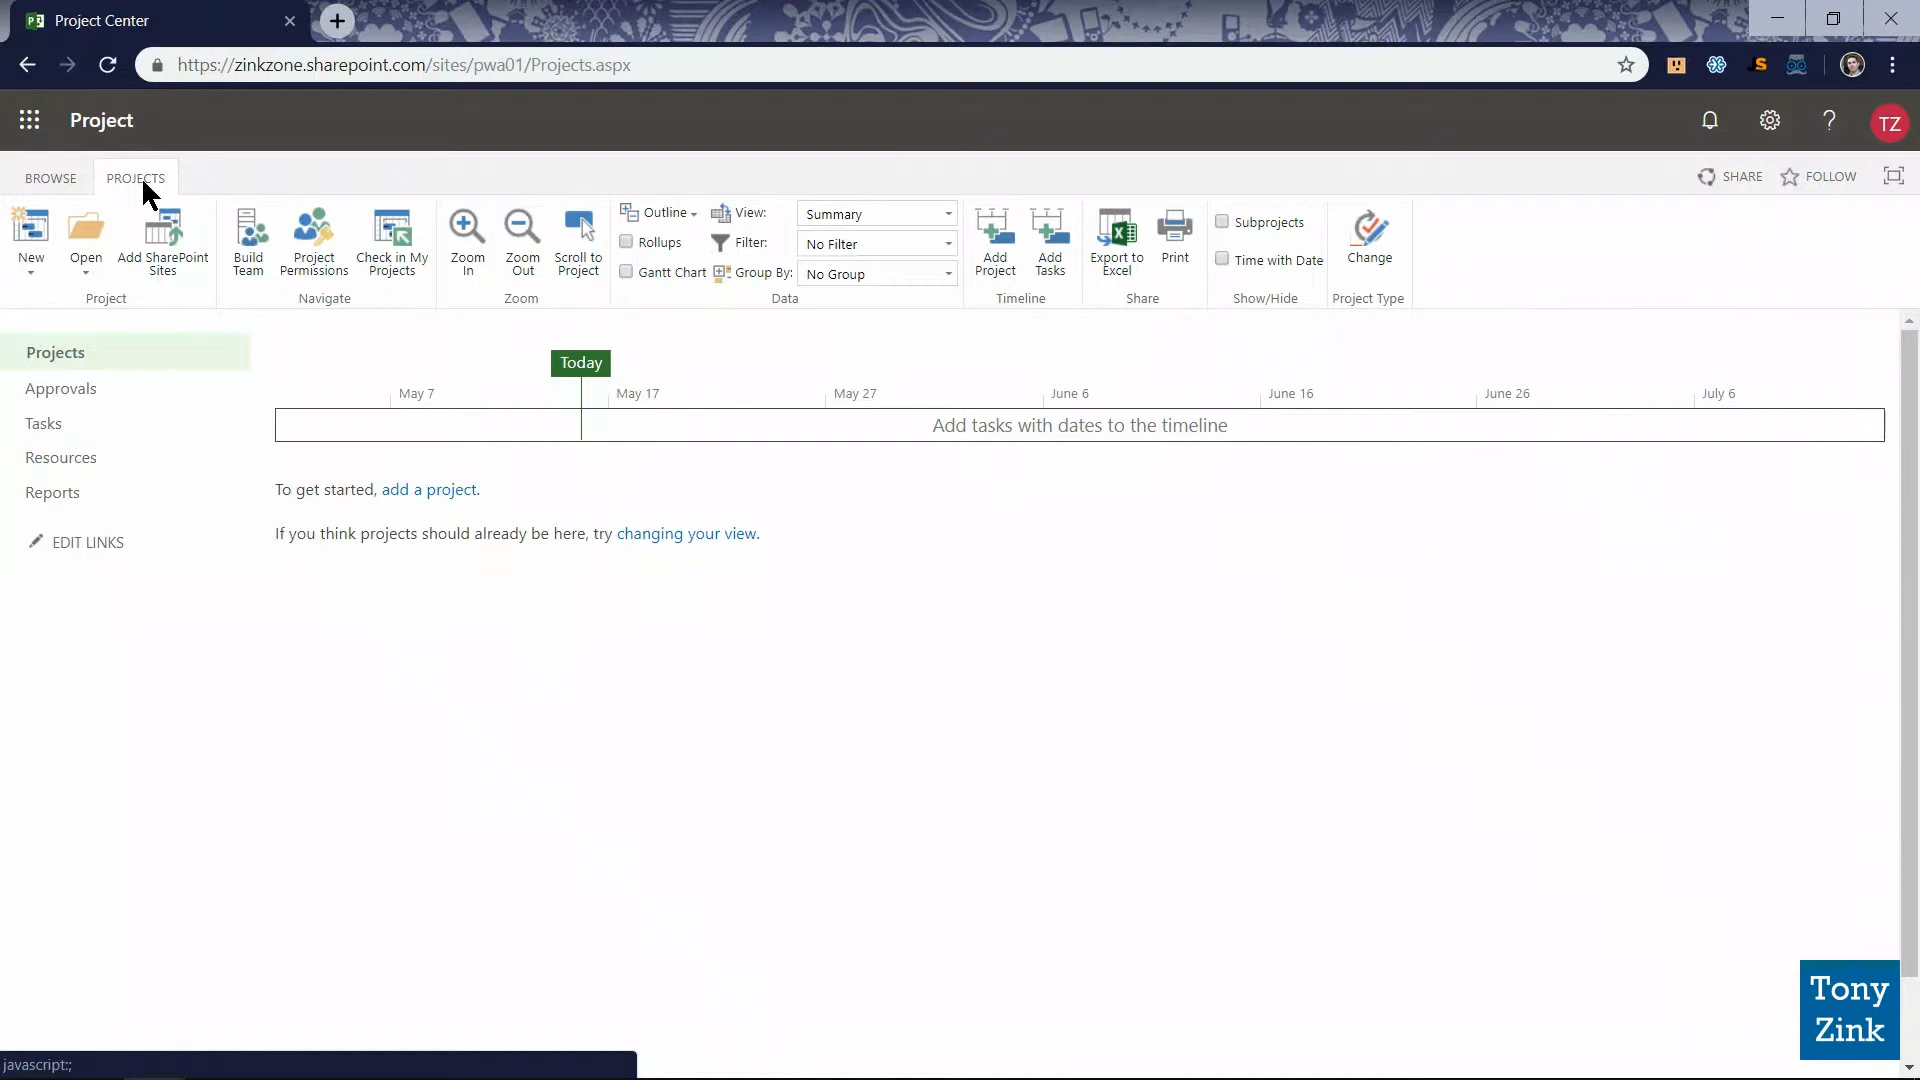 Project Center
https://zinkzone.sharepoint.com/sites/pwa01/Projects.aspx
Project
TZ
BROWSE
PROJECTS
SHARE
FOLLOW
New
Open
Add SharePoint
Sites
Project
Build
Team
Project
Permissions
Check in My
Projects
Navigate
Zoom
In
Zoom
Out
Scroll to
Project
Zoom
Outline
View:
Summary
Rollups
Filter:
No Filter
Gantt Chart
Group By:
No Group
Data
Add
Project
Add
Tasks
Timeline
Export to
Excel
Print
Share
Subprojects
Time with Date
Show/Hide
Change
Project Type
Projects
Approvals
Tasks
Resources
Reports
EDIT LINKS
Today
May 7
May 17
May 27
June 6
June 16
June 26
July 6
Add tasks with dates to the timeline
To get started, add a project.
If you think projects should already be here, try changing your view.
Tony
Zink
javascript:;